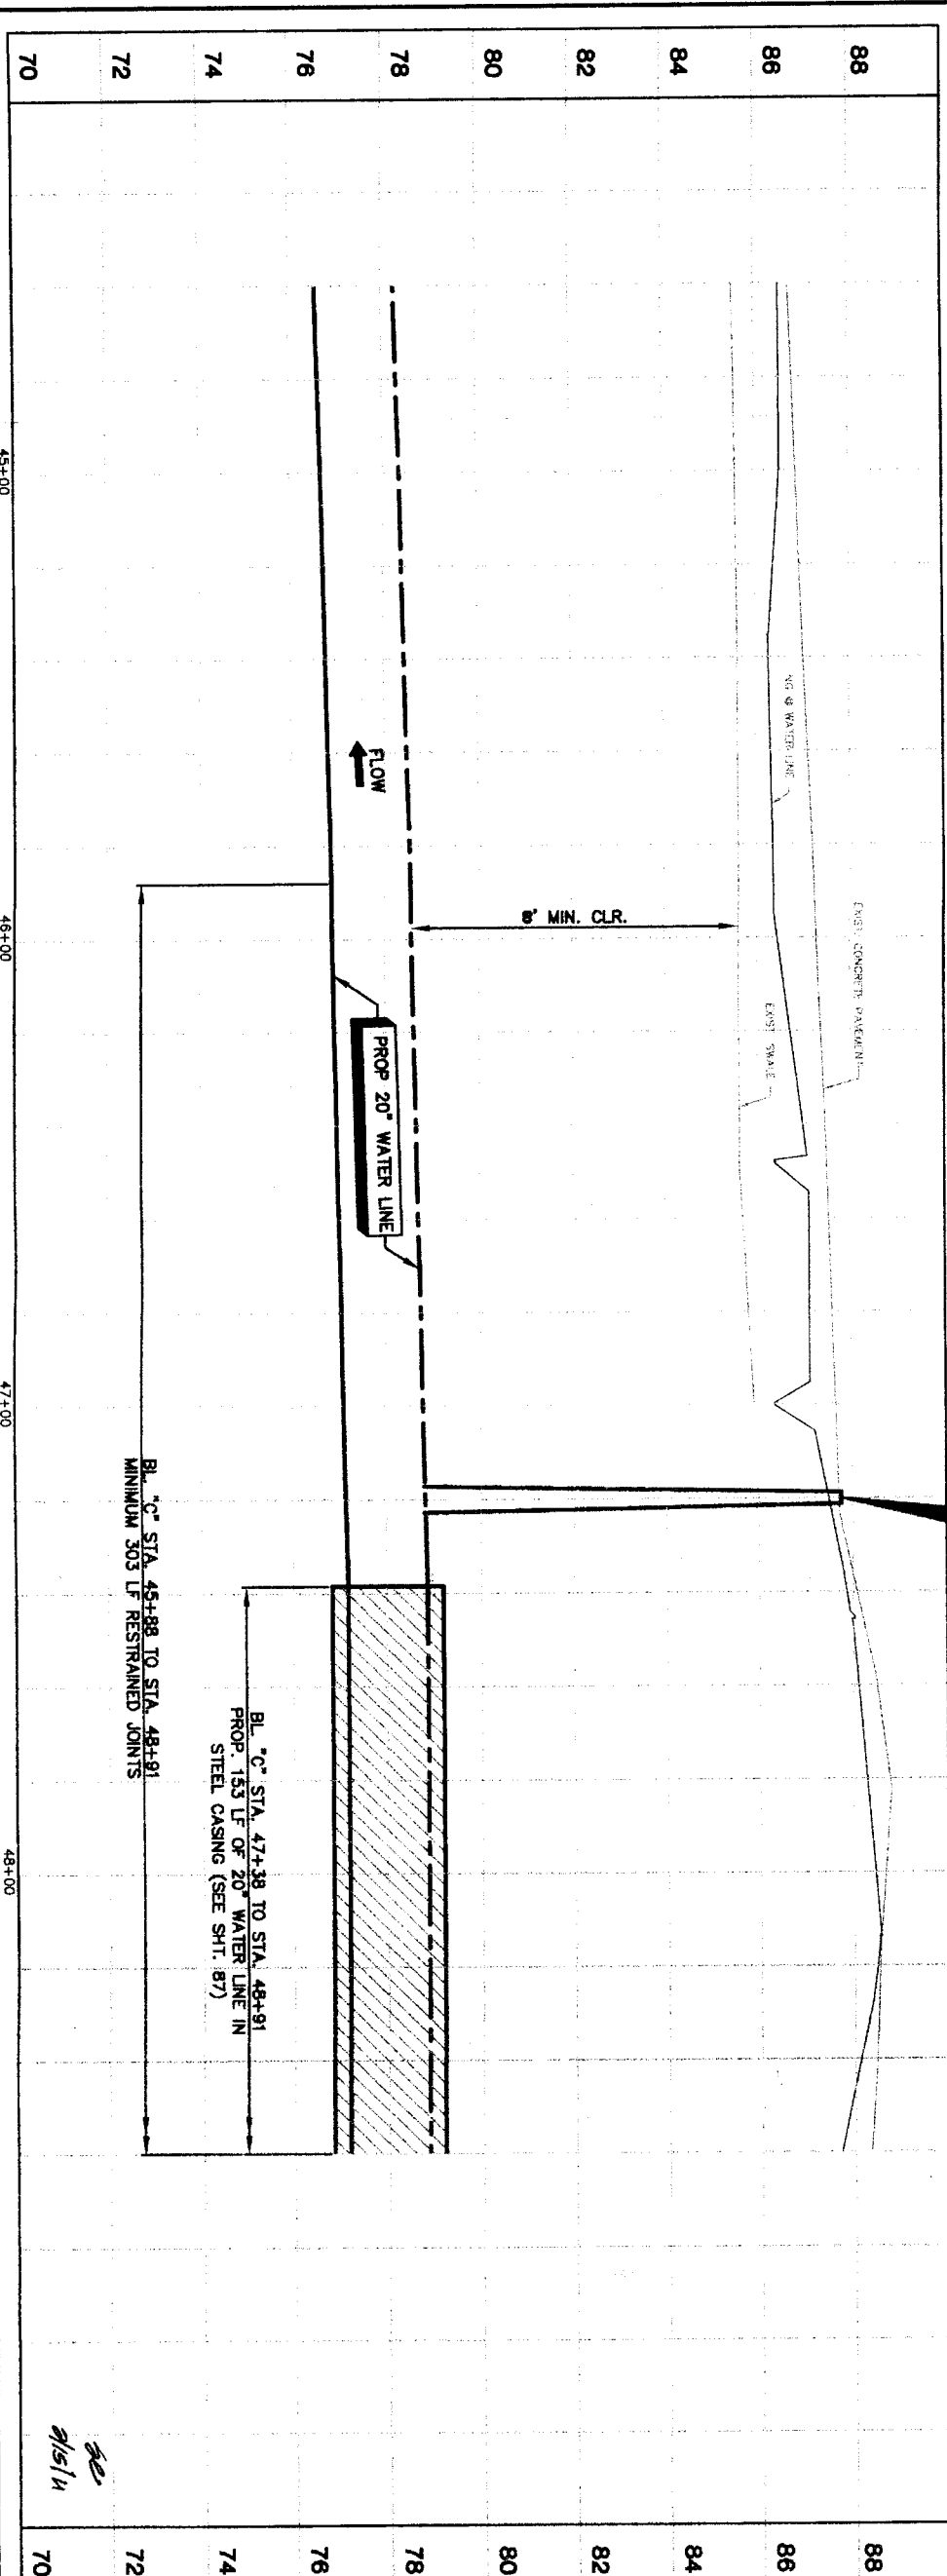 88
86
84
82
80
78
76
74
72
70
EXIST. CONCRETE PAVEMENT
NG @ WATER LINE
EXIST SWALE
8' MIN. CLR.
FLOW
PROP 20" WATER LINE
BL. "C" STA. 47+38 TO STA. 48+91
PROP. 153 LF OF 20" WATER LINE IN
STEEL CASING (SEE SHT. 87)
BL. "C" STA. 45+88 TO STA. 48+91
MINIMUM 303 LF RESTRAINED JOINTS
45+00
46+00
47+00
48+00
88
86
84
82
80
78
76
74
72
70